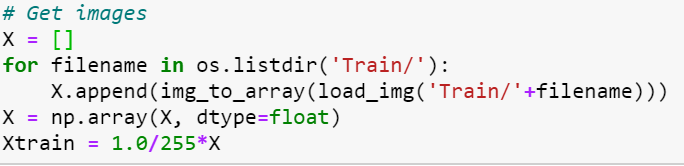 # Get images
X = []
for filename in os.listdir('Train/'):
    X.append(img_to_array(load_img('Train/'+filename)))
X = np.array(X, dtype=float)
Xtrain = 1.0/255*X